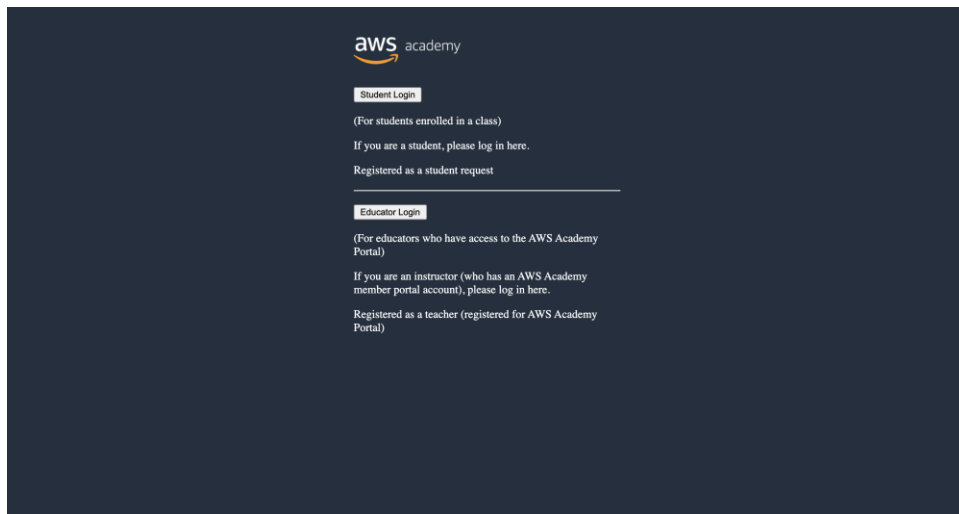 aws academy
Student Login
(For students enrolled in a class)
If you are a student, please log in here.
Registered as a student request
Educator Login
(For educators who have access to the AWS Academy
Portal)
If you are an instructor (who has an AWS Academy
member portal account), please log in here.
Registered as a teacher (registered for AWS Academy
Portal)